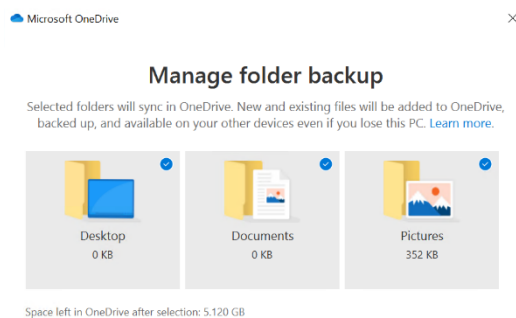 Microsoft OneDrive
Manage folder backup
Selected folders will sync in OneDrive. New and existing files will be added to OneDrive,
backed up, and available on your other devices even if you lose this PC. Learn more.
Desktop
0 KB
Documents
0 KB
Pictures
352 KB
Space left in OneDrive after selection: 5.120 GB